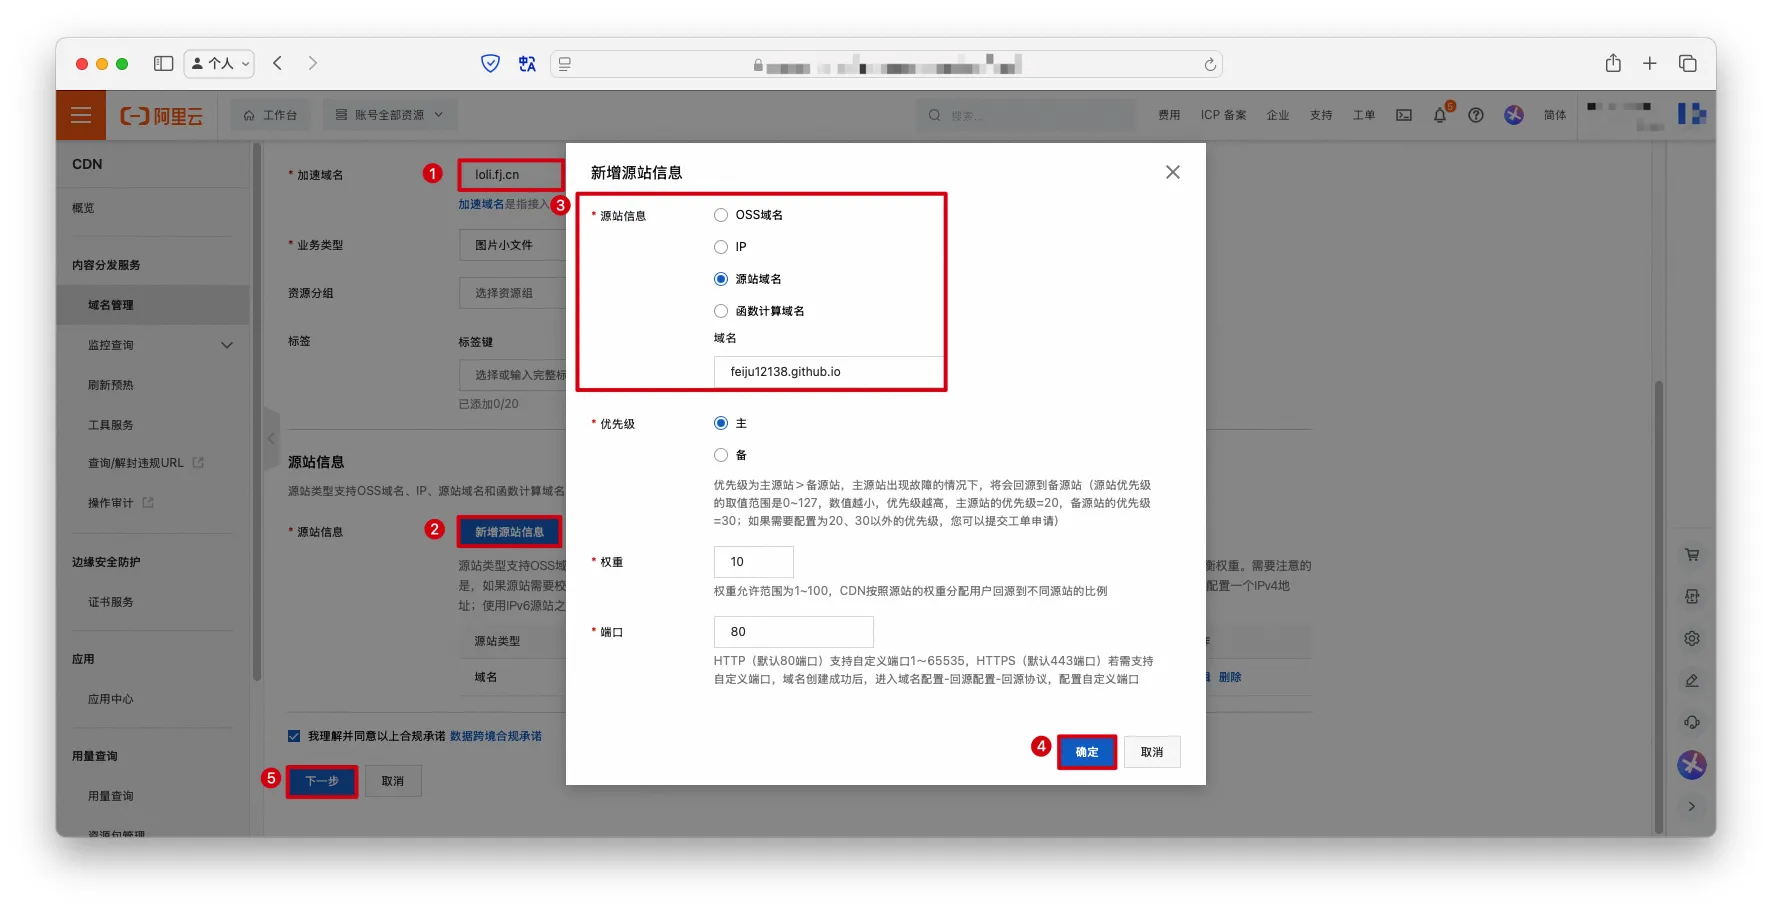 个人
阿里云
工作台
账号全部资源
搜索...
费用
ICP 备案
企业
支持
工单
5
简体
CDN
概览
内容分发服务
域名管理
监控查询
刷新预热
工具服务
查询/解封违规URL
操作审计
边缘安全防护
证书服务
应用
应用中心
用量查询
用量查询
资源包管理
* 加速域名
1
loli.fj.cn
加速域名是指接入
* 业务类型
图片小文件
资源分组
选择资源组
标签
标签键
选择或输入完整标
已添加0/20
源站信息
源站类型支持OSS域名、IP、源站域名和函数计算域名
* 源站信息
2
新增源站信息
源站类型支持OSS域
衡权重。需要注意的
是，如果源站需要校
配置一个IPv4地
址；使用IPv6源站之
源站类型
域名
删除
我理解并同意以上合规承诺 数据跨境合规承诺
5
下一步
取消
新增源站信息
3
* 源站信息
OSS域名
IP
源站域名
函数计算域名
域名
feiju12138.github.io
* 优先级
主
备
优先级为主源站＞备源站，主源站出现故障的情况下，将会回源到备源站（源站优先级
的取值范围是0~127，数值越小，优先级越高，主源站的优先级=20，备源站的优先级
=30；如果需要配置为20、30以外的优先级，您可以提交工单申请）
* 权重
10
权重允许范围为1~100，CDN按照源站的权重分配用户回源到不同源站的比例
* 端口
80
HTTP（默认80端口）支持自定义端口1～65535，HTTPS（默认443端口）若需支持
自定义端口，域名创建成功后，进入域名配置-回源配置-回源协议，配置自定义端口
4
确定
取消